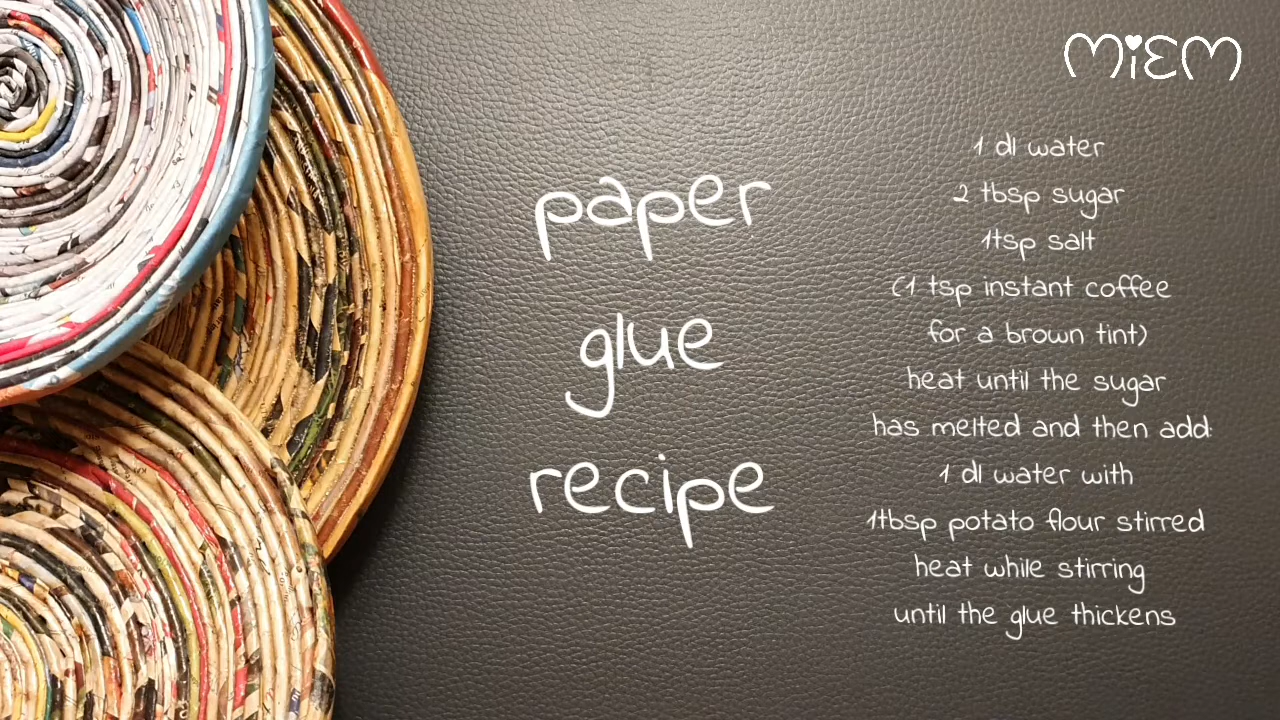 MiEM
paper
glue
recipe
1 dl water
2 tbsp sugar
1tsp salt
(1 tsp instant coffee
for a brown tint)
heat until the sugar
has melted and then add:
1 dl water with
1tbsp potato flour stirred
heat while stirring
until the glue thickens